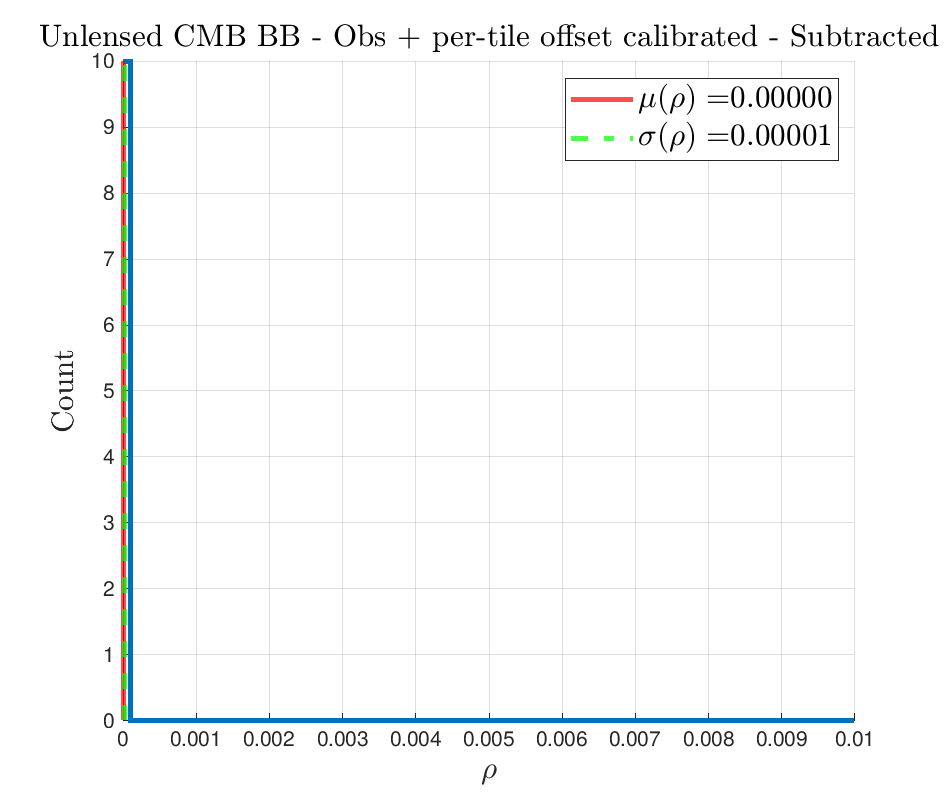 Unlensed CMB BB - Obs + per-tile offset calibrated - Subtracted
μ(ρ) =0.00000
σ(ρ) =0.00001
10
9
8
7
6
5
4
3
2
1
0
Count
0 0.001 0.002 0.003 0.004 0.005 0.006 0.007 0.008 0.009 0.01
ρ